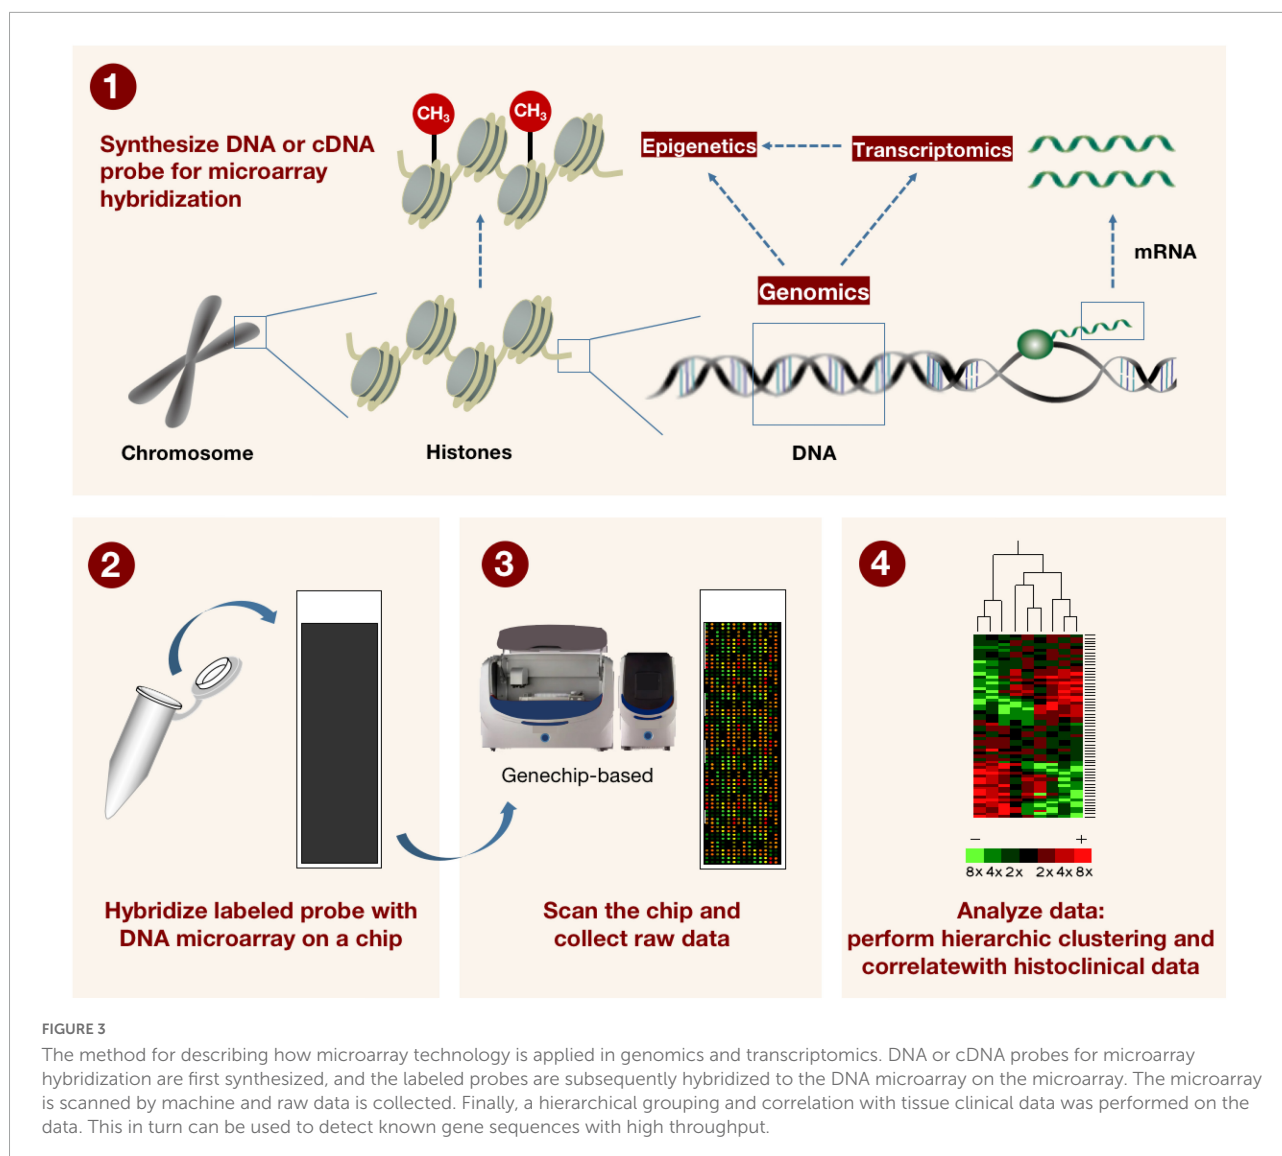 1
Synthesize DNA or cDNA
probe for microarray
hybridization
CH3
CH3
Epigenetics
Transcriptomics
Genomics
mRNA
Chromosome
Histones
DNA
2
Hybridize labeled probe with
DNA microarray on a chip
3
Genechip-based
Scan the chip and
collect raw data
4
− +
8x 4x 2x 2x 4x 8x
Analyze data:
perform hierarchic clustering and
correlatewith histoclinical data
FIGURE 3
The method for describing how microarray technology is applied in genomics and transcriptomics. DNA or cDNA probes for microarray
hybridization are first synthesized, and the labeled probes are subsequently hybridized to the DNA microarray on the microarray. The microarray
is scanned by machine and raw data is collected. Finally, a hierarchical grouping and correlation with tissue clinical data was performed on the
data. This in turn can be used to detect known gene sequences with high throughput.